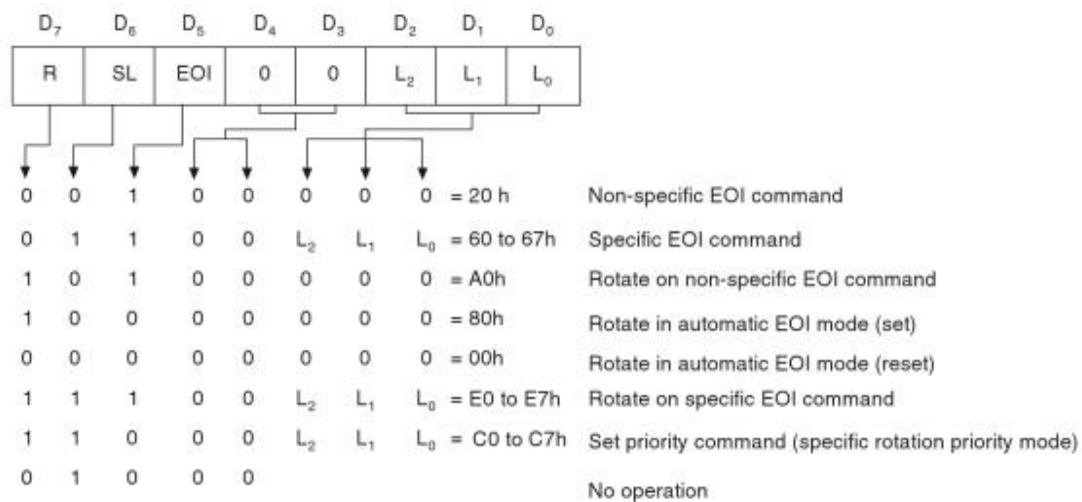 D₇ D₆ D₅ D₄ D₃ D₂ D₁ D₀
R SL EOI 0 0 L₂ L₁ L₀
0 0 1 0 0 0 0 0 = 20 h Non-specific EOI command
0 1 1 0 0 L₂ L₁ L₀ = 60 to 67h Specific EOI command
1 0 1 0 0 0 0 0 = A0h Rotate on non-specific EOI command
1 0 0 0 0 0 0 0 = 80h Rotate in automatic EOI mode (set)
0 0 0 0 0 0 0 0 = 00h Rotate in automatic EOI mode (reset)
1 1 1 0 0 L₂ L₁ L₀ = E0 to E7h Rotate on specific EOI command
1 1 0 0 0 L₂ L₁ L₀ = C0 to C7h Set priority command (specific rotation priority mode)
0 1 0 0 0 No operation